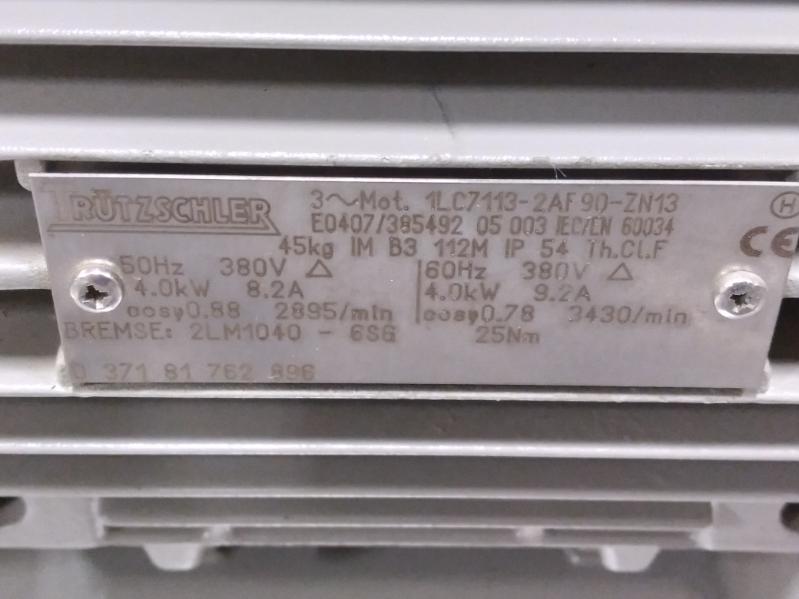 TRÜTZSCHLER 3~Mot. 1LC7113-2AF90-ZN13 H
E0407/385492 05 003 IEC/EN 60034
45kg IM B3 112M IP 54 Th.Cl.F CE
50Hz 380V △ 60Hz 380V △
4.0kW 8.2A 4.0kW 9.2A
cosφ0.88 2895/min cosφ0.78 3430/min
BREMSE: 2LM1040 - 6SG 25Nm
0 371 81 762 896